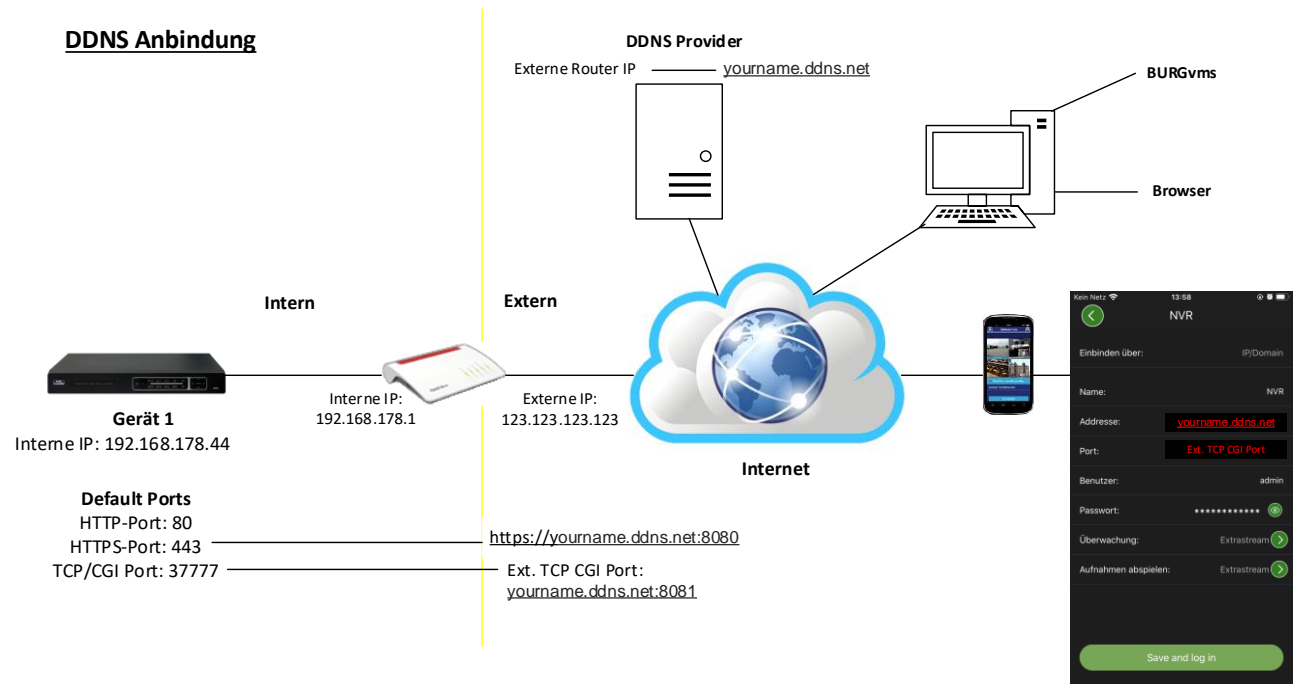 DDNS Anbindung
DDNS Provider
Externe Router IP
yourname.ddns.net
BURGvms
Browser
Intern
Extern
Interne IP:
192.168.178.1
Externe IP:
123.123.123.123
Gerät 1
Interne IP: 192.168.178.44
Internet
Default Ports
HTTP-Port: 80
HTTPS-Port: 443
TCP/CGI Port: 37777
https://yourname.ddns.net:8080
Ext. TCP CGI Port:
yourname.ddns.net:8081
Kein Netz
13:58
NVR
Einbinden über: IP/Domain
Name: NVR
Addresse: yourname.ddns.net
Port: Ext. TCP CGI Port
Benutzer: admin
Passwort: ************
Überwachung: Extrastream
Aufnahmen abspielen: Extrastream
Save and log in